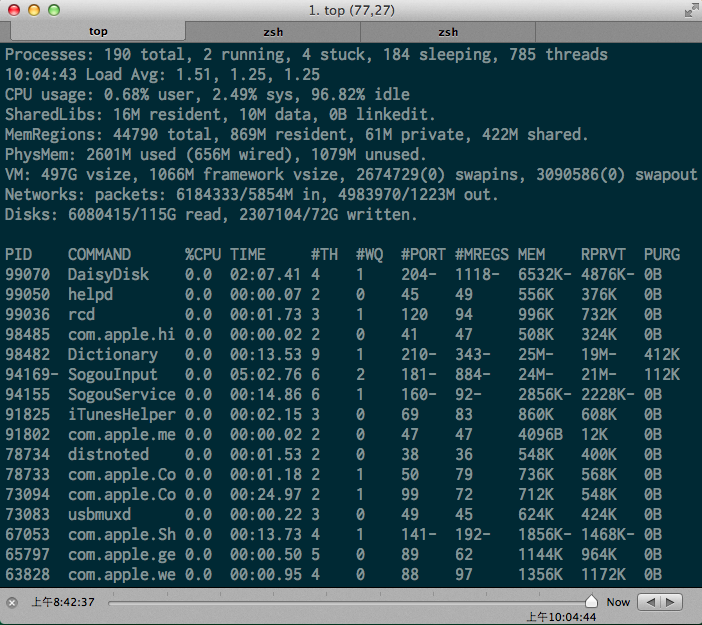 1. top (77,27)
top zsh zsh
Processes: 190 total, 2 running, 4 stuck, 184 sleeping, 785 threads
10:04:43 Load Avg: 1.51, 1.25, 1.25
CPU usage: 0.68% user, 2.49% sys, 96.82% idle
SharedLibs: 16M resident, 10M data, 0B linkedit.
MemRegions: 44790 total, 869M resident, 61M private, 422M shared.
PhysMem: 2601M used (656M wired), 1079M unused.
VM: 497G vsize, 1066M framework vsize, 2674729(0) swapins, 3090586(0) swapout
Networks: packets: 6184333/5854M in, 4983970/1223M out.
Disks: 6080415/115G read, 2307104/72G written.
PID COMMAND %CPU TIME #TH #WQ #PORT #MREGS MEM RPRVT PURG
99070 DaisyDisk 0.0 02:07.41 4 1 204- 1118- 6532K- 4876K- 0B
99050 helpd 0.0 00:00.07 2 0 45 49 556K 376K 0B
99036 rcd 0.0 00:01.73 3 1 120 94 996K 732K 0B
98485 com.apple.hi 0.0 00:00.02 2 0 41 47 508K 324K 0B
98482 Dictionary 0.0 00:13.53 9 1 210- 343- 25M- 19M- 412K
94169- SogouInput 0.0 05:02.76 6 2 181- 884- 24M- 21M- 112K
94155 SogouService 0.0 00:14.86 6 1 160- 92- 2856K- 2228K- 0B
91825 iTunesHelper 0.0 00:02.15 3 0 69 83 860K 608K 0B
91802 com.apple.me 0.0 00:00.02 2 0 47 47 4096B 12K 0B
78734 distnoted 0.0 00:01.53 2 0 38 36 548K 400K 0B
78733 com.apple.Co 0.0 00:01.18 2 1 50 79 736K 568K 0B
73094 com.apple.Co 0.0 00:24.97 2 1 99 72 712K 548K 0B
73083 usbmuxd 0.0 00:00.22 3 0 49 45 624K 424K 0B
67053 com.apple.Sh 0.0 00:13.73 4 1 141- 192- 1856K- 1468K- 0B
65797 com.apple.ge 0.0 00:00.50 5 0 89 62 1144K 964K 0B
63828 com.apple.we 0.0 00:00.95 4 0 88 97 1356K 1172K 0B
上午8:42:37 Now
上午10:04:44